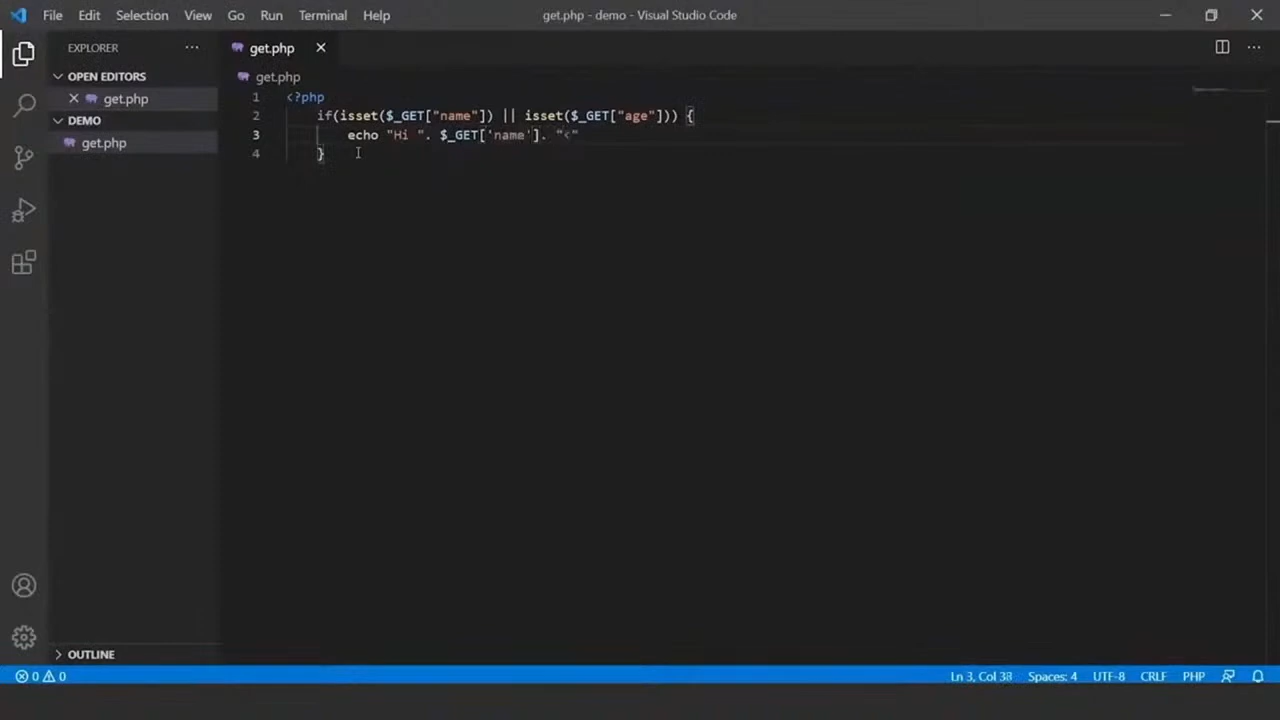 File Edit Selection View Go Run Terminal Help get.php - demo - Visual Studio Code
EXPLORER
OPEN EDITORS
get.php
DEMO
get.php
OUTLINE
get.php
get.php
1 <?php
2 if(isset($_GET["name"]) || isset($_GET["age"])) {
3 echo "Hi ". $_GET['name']. "<"
4 }
0 0 Ln 3, Col 38 Spaces: 4 UTF-8 CRLF PHP